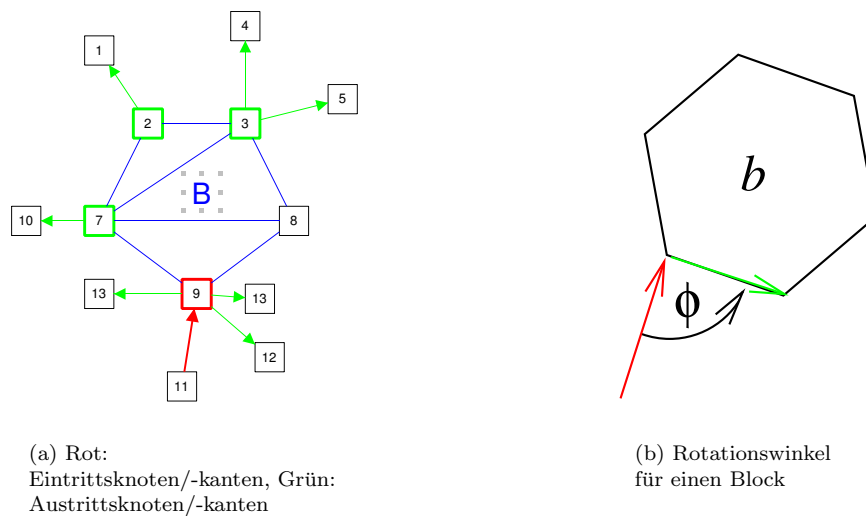 4
1
5
2
3
b
B
10
7
8
13
9
13
ϕ
12
11
(a) Rot:
Eintrittsknoten/-kanten, Grün:
Austrittsknoten/-kanten
(b) Rotationswinkel
für einen Block